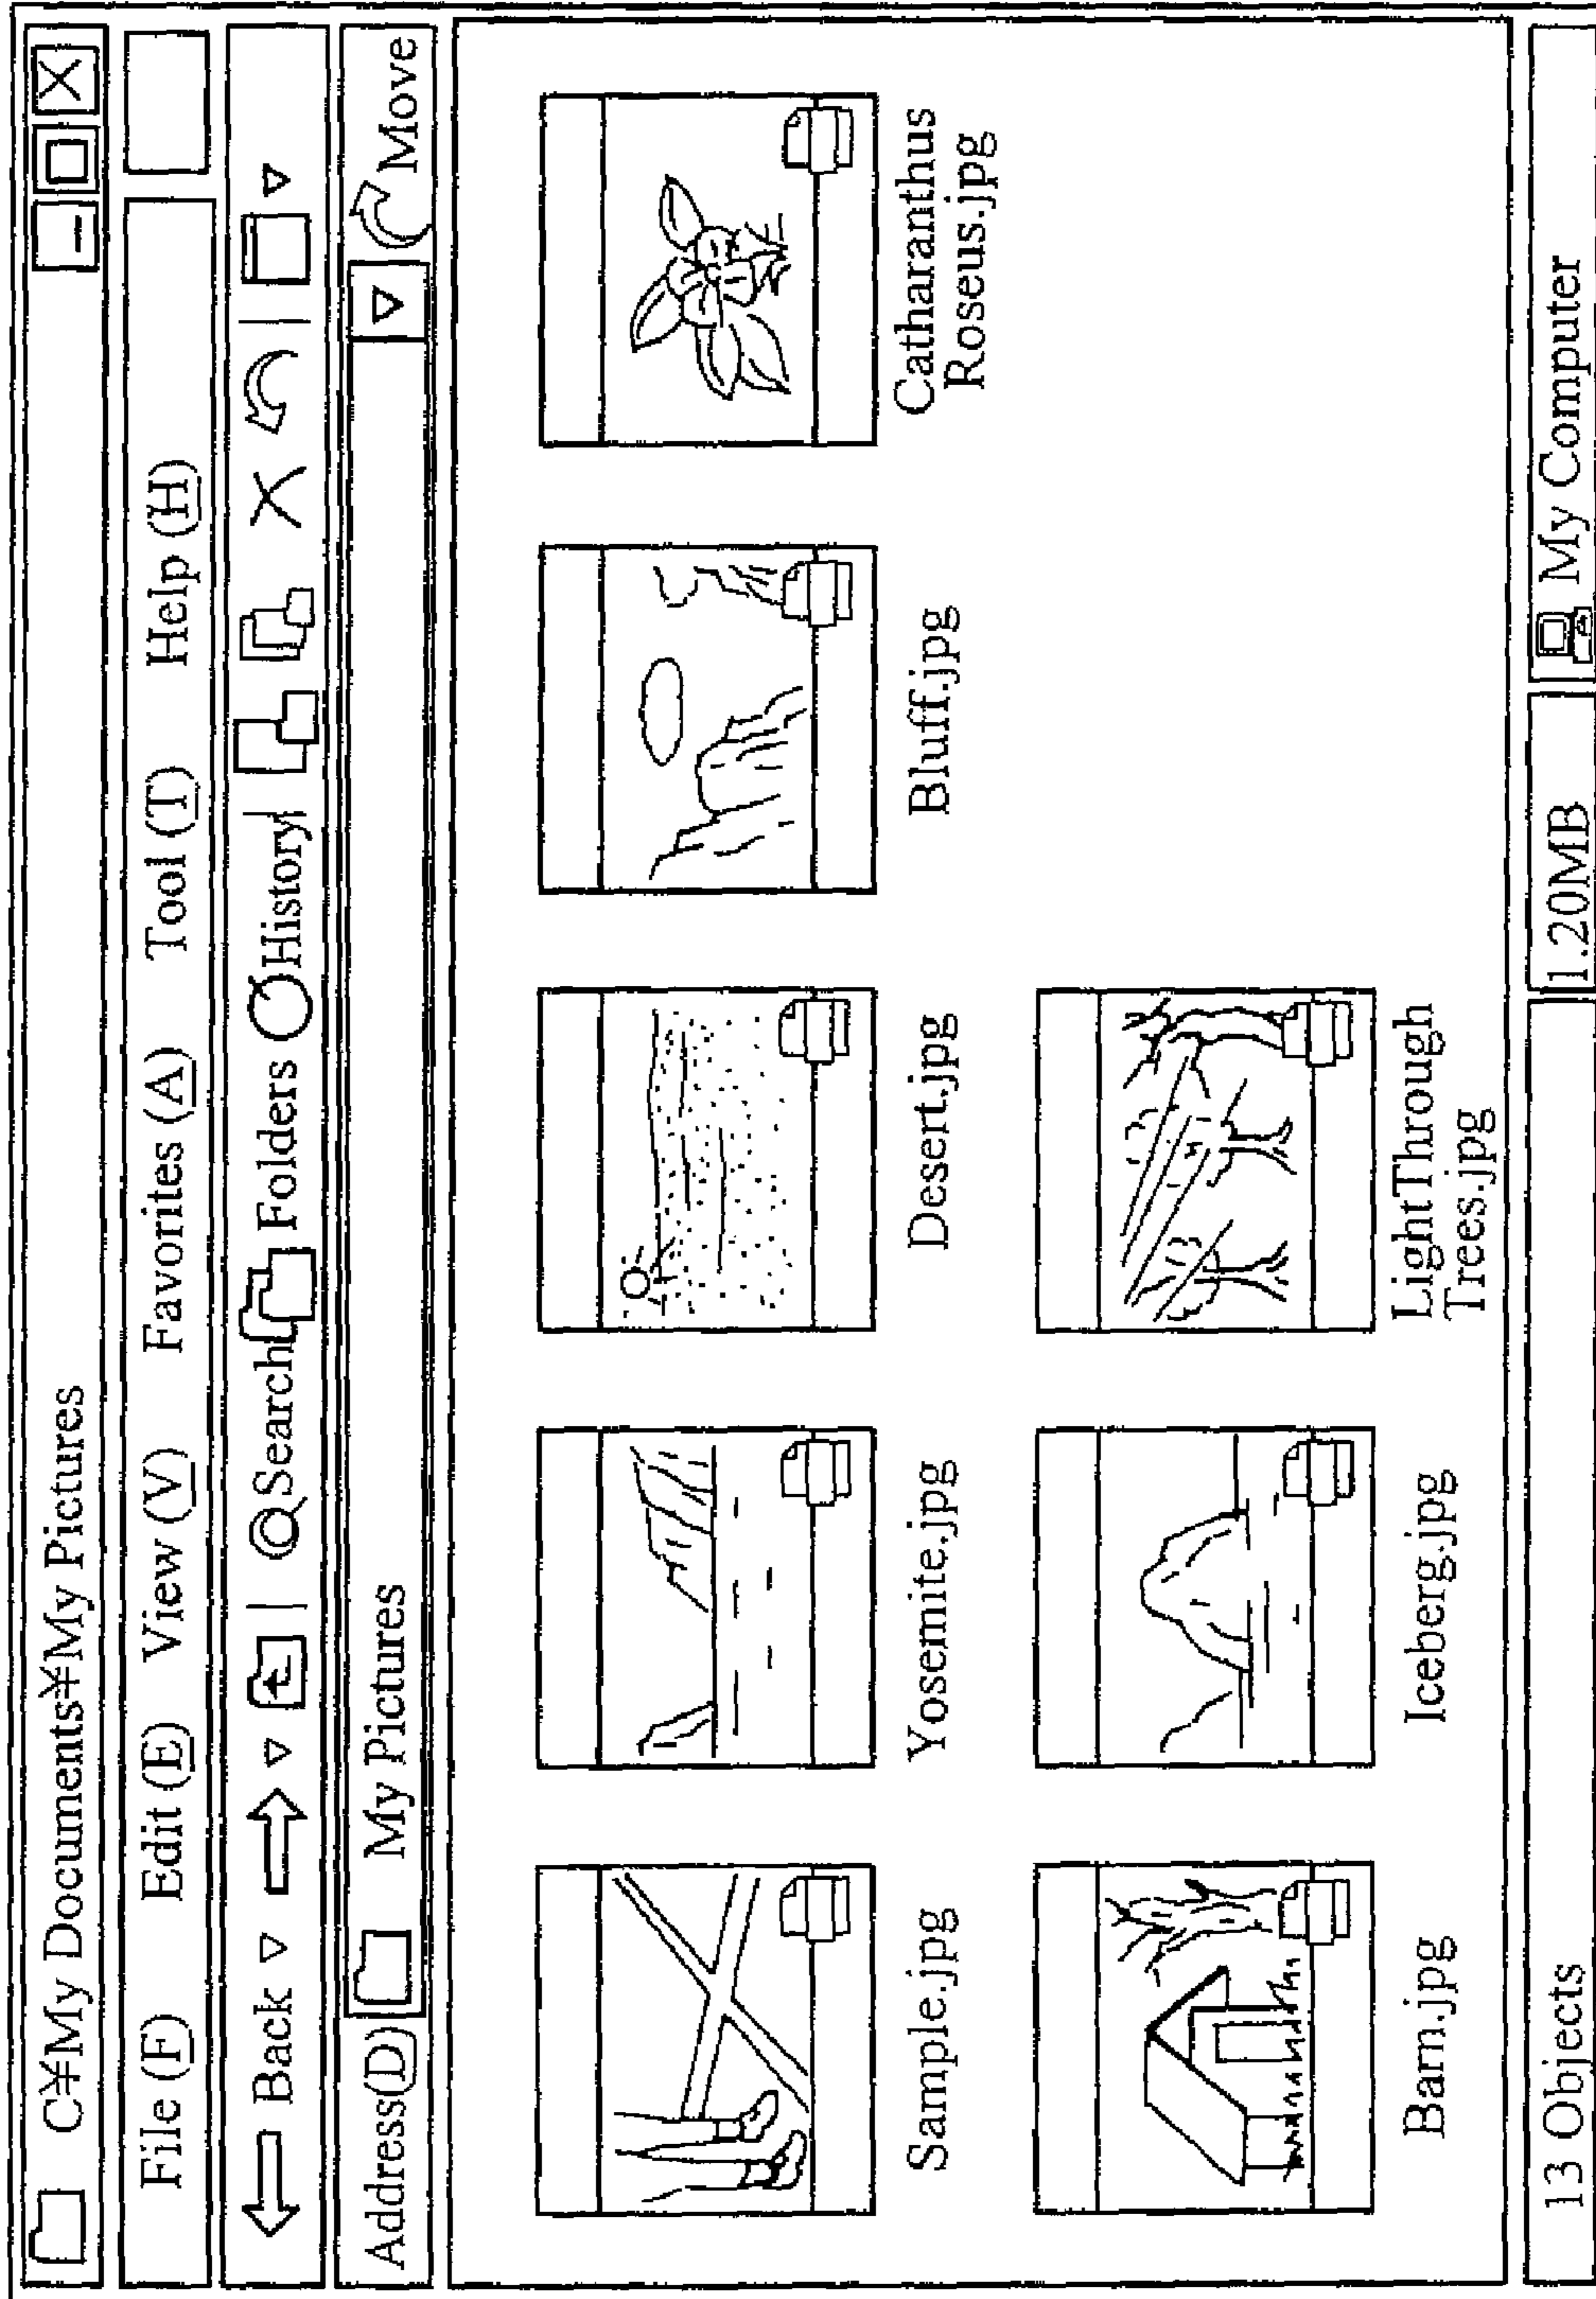 C¥My Documents¥My Pictures
File (F) Edit (E) View (V) Favorites (A) Tool (T) Help (H)
Back Search Folders History
Address(D) My Pictures Move
Sample.jpg Yosemite.jpg Desert.jpg Bluff.jpg Catharanthus
Roseus.jpg
Barn.jpg Iceberg.jpg LightThrough
Trees.jpg
13 Objects 1.20MB My Computer